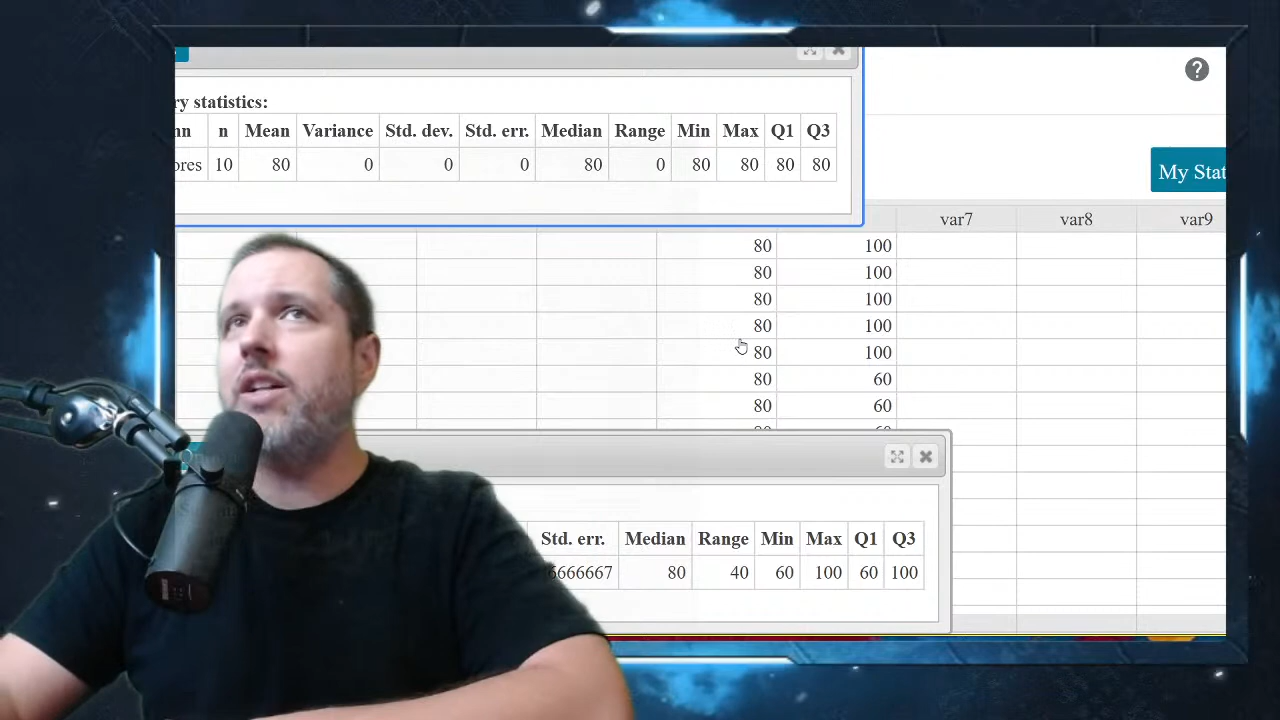 ry statistics:
n Mean Variance Std. dev. Std. err. Median Range Min Max Q1 Q3
ores 10 80 0 0 0 80 0 80 80 80 80
My Stat
var7 var8 var9
80 100
80 100
80 100
80 100
80 100
80 60
80 60
Std. err. Median Range Min Max Q1 Q3
6666667 80 40 60 100 60 100